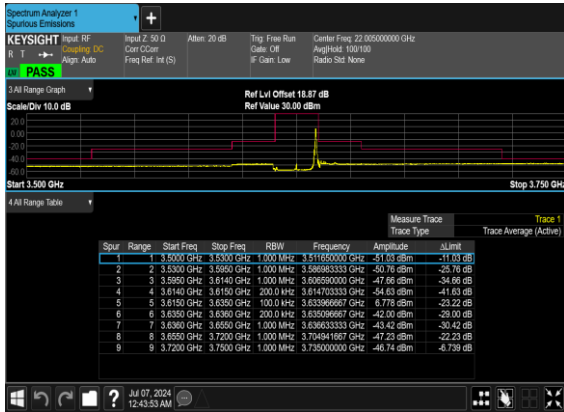 Spectrum Analyzer 1
Spurious Emissions
KEYSIGHT Input: RF Input Z: 50 Ω Atten: 20 dB Trig: Free Run Center Freq: 22.005000000 GHz
R T Coupling: DC Corr CCorr Gate: Off Avg|Hold: 100/100
Align: Auto Freq Ref: Int (S) IF Gain: Low Radio Std: None
PASS
3 All Range Graph
Ref Lvl Offset 18.87 dB
Scale/Div 10.0 dB Ref Value 30.00 dBm
20.0
0.00
-20.0
-40.0
-60.0
Start 3.500 GHz Stop 3.750 GHz
4 All Range Table
Measure Trace Trace 1
Trace Type Trace Average (Active)
Spur Range Start Freq Stop Freq RBW Frequency Amplitude ΔLimit
1 1 3.5000 GHz 3.5300 GHz 1.000 MHz 3.511650000 GHz -51.03 dBm -11.03 dB
2 2 3.5300 GHz 3.5950 GHz 1.000 MHz 3.586983333 GHz -50.76 dBm -25.76 dB
3 3 3.5950 GHz 3.6140 GHz 1.000 MHz 3.606590000 GHz -47.66 dBm -34.66 dB
4 4 3.6140 GHz 3.6150 GHz 200.0 kHz 3.614703333 GHz -54.63 dBm -41.63 dB
5 5 3.6150 GHz 3.6350 GHz 100.0 kHz 3.633966667 GHz 6.778 dBm -23.22 dB
6 6 3.6350 GHz 3.6360 GHz 200.0 kHz 3.635096667 GHz -42.00 dBm -29.00 dB
7 7 3.6360 GHz 3.6550 GHz 1.000 MHz 3.636633333 GHz -43.42 dBm -30.42 dB
8 8 3.6550 GHz 3.7200 GHz 1.000 MHz 3.704941667 GHz -47.23 dBm -22.23 dB
9 9 3.7200 GHz 3.7500 GHz 1.000 MHz 3.735000000 GHz -46.74 dBm -6.739 dB
Jul 07, 2024
12:43:53 AM